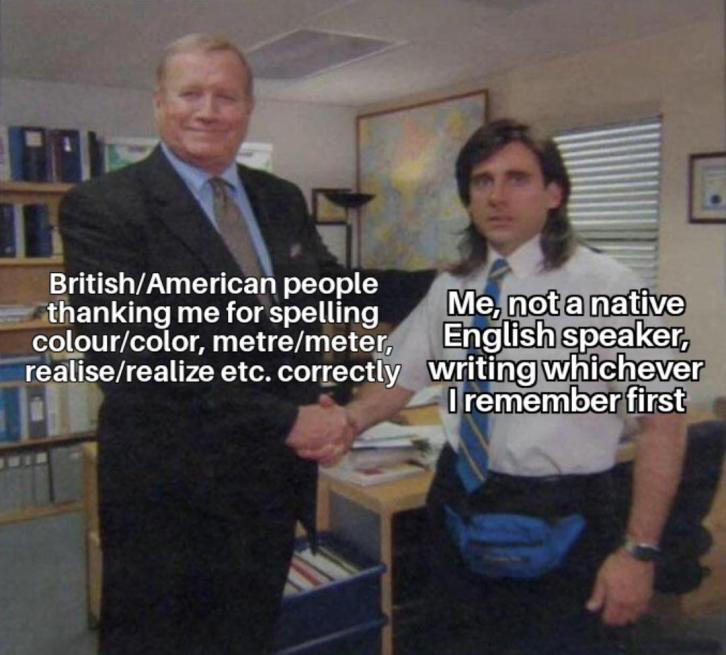 British/American people
thanking me for spelling
colour/color, metre/meter,
realise/realize etc. correctly
Me, not a native
English speaker,
writing whichever
I remember first